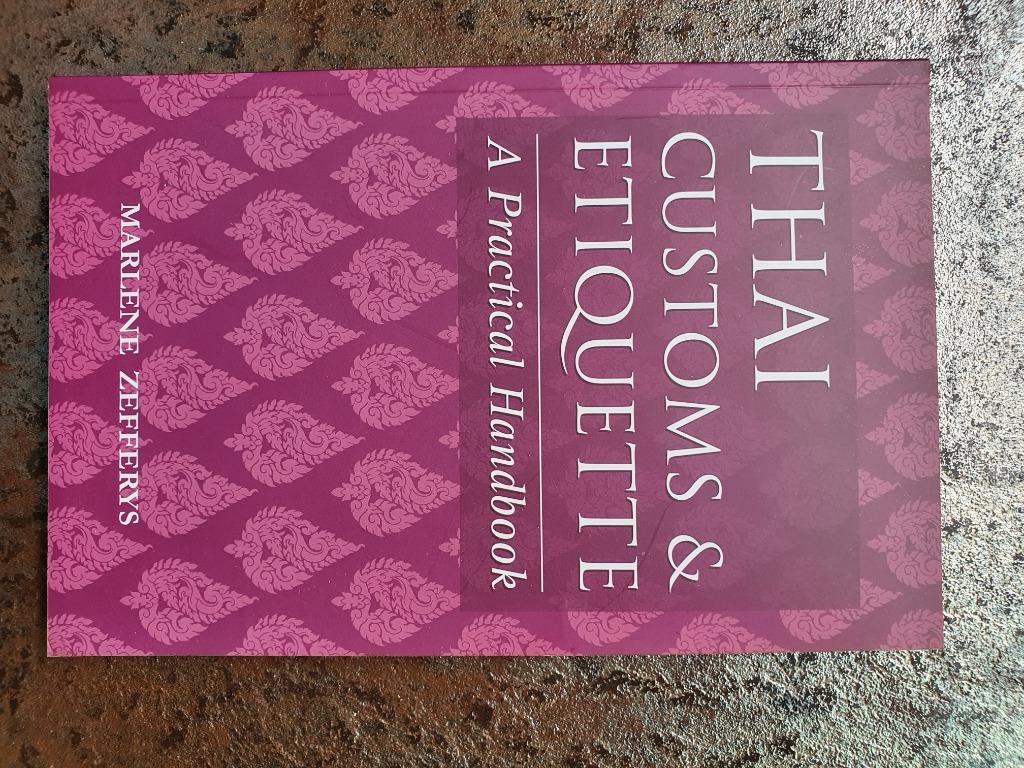 THAI
CUSTOMS &
ETIQUETTE
A Practical Handbook
MARLENE ZEFFERYS